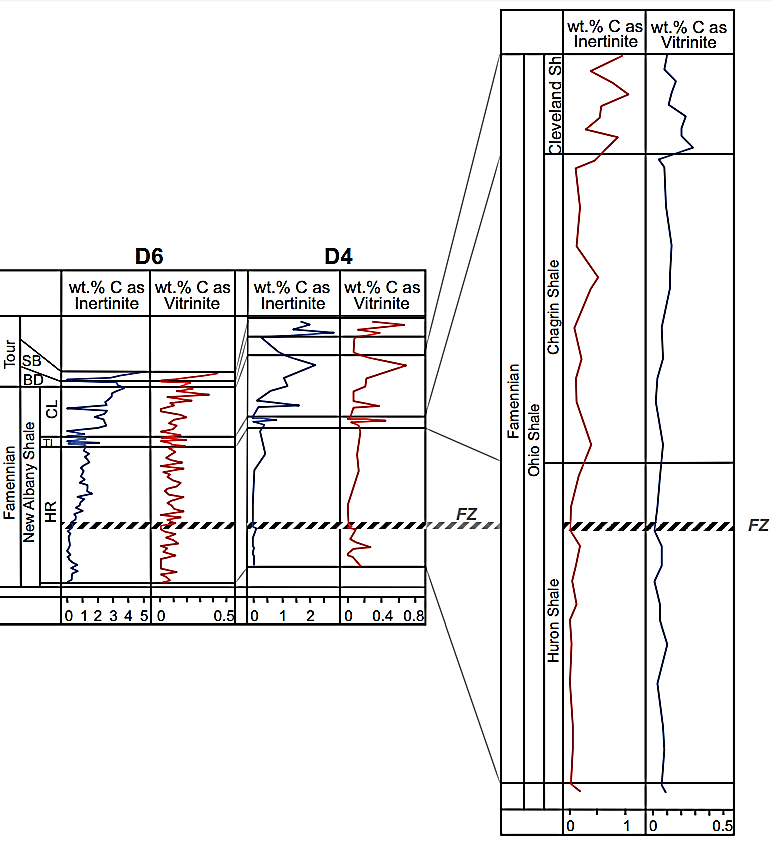 wt.% C as
Inertinite
wt.% C as
Vitrinite
Cleveland Sh
Chagrin Shale
Huron Shale
Famennian
Ohio Shale
FZ
0
1
0
0.5
D6
D4
wt.% C as
Inertinite
wt.% C as
Vitrinite
wt.% C as
Inertinite
wt.% C as
Vitrinite
Tour
SB
BD
CL
HR
Famennian
New Albany Shale
FZ
0 1 2 3 4 5
0
0.5
0
1
2
0
0.4
0.8